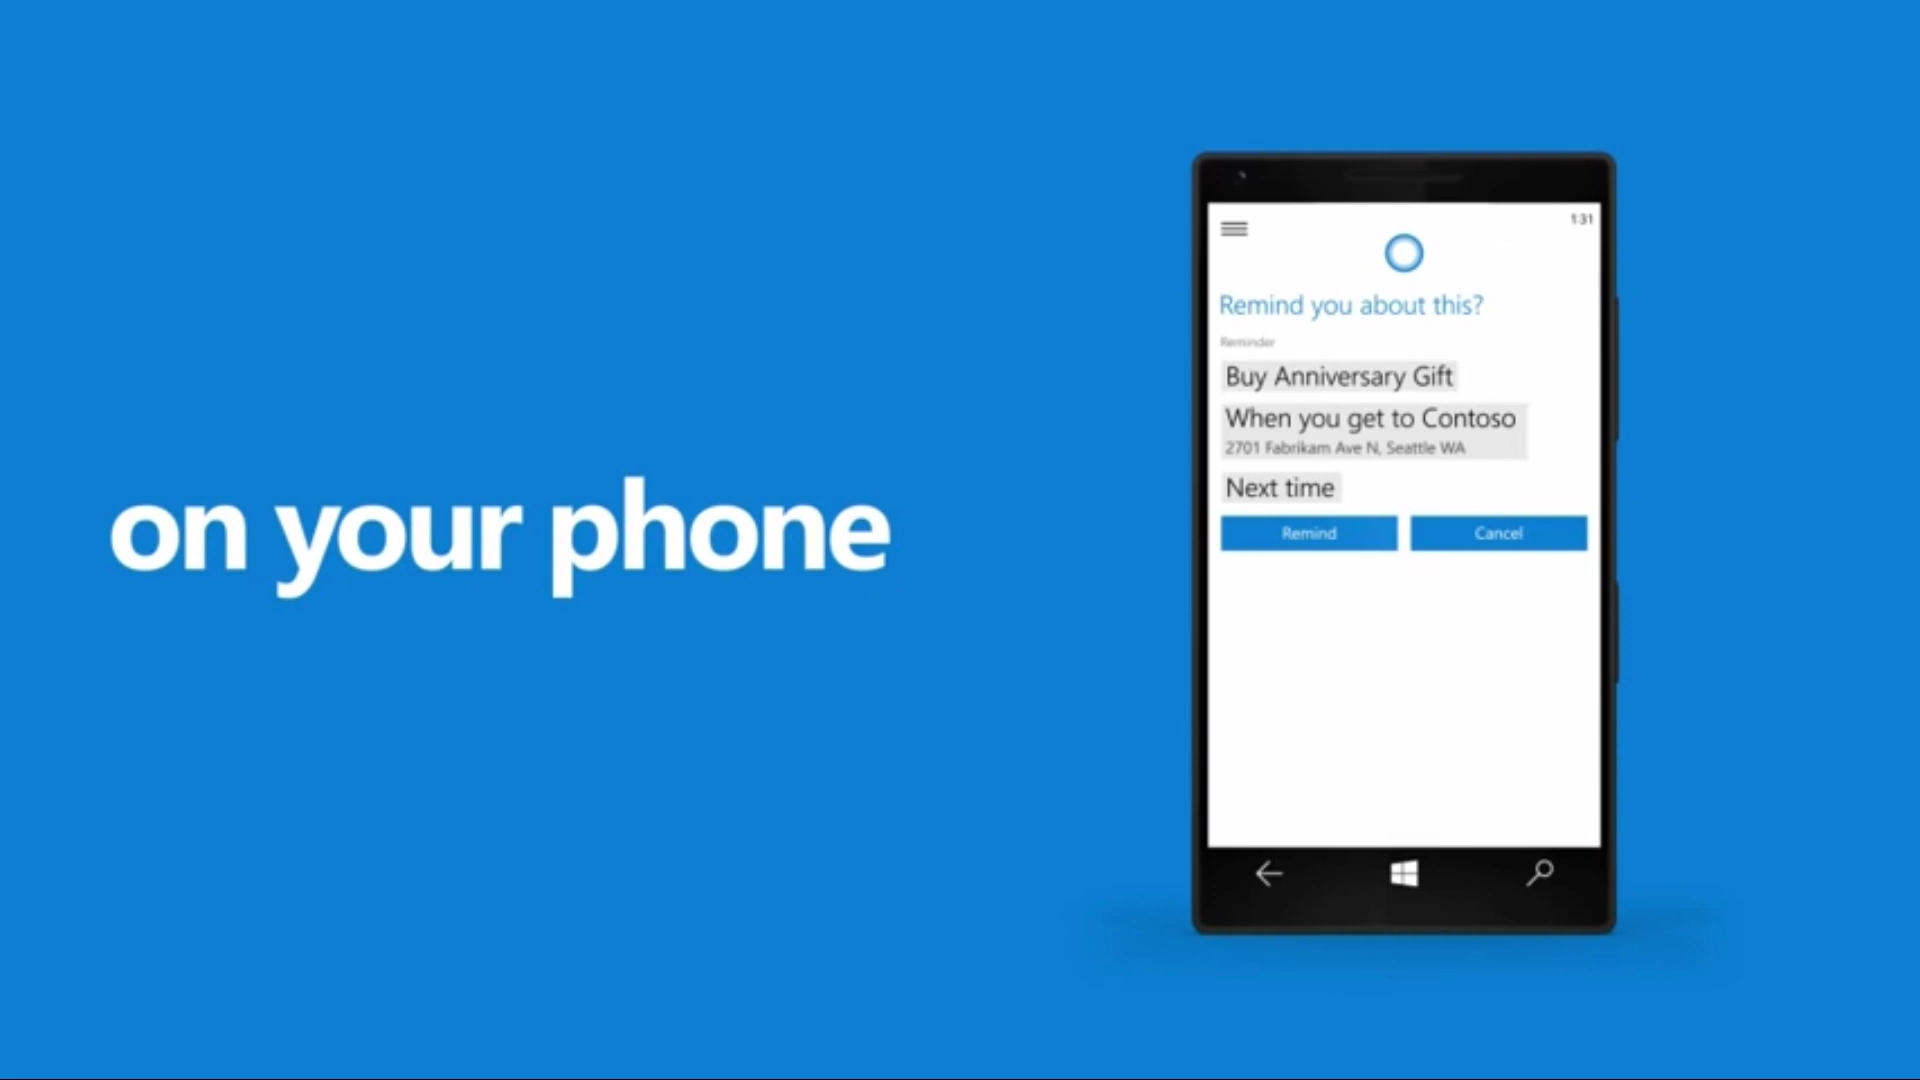 on your phone
1:31
Remind you about this?
Reminder
Buy Anniversary Gift
When you get to Contoso
2701 Fabrikam Ave N, Seattle WA
Next time
Remind
Cancel